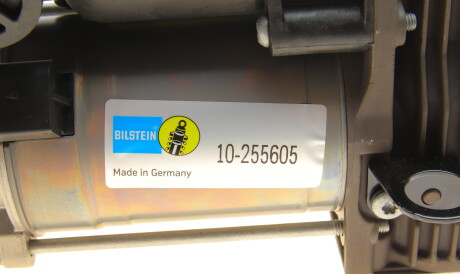 BILSTEIN
10-255605
Made in Germany